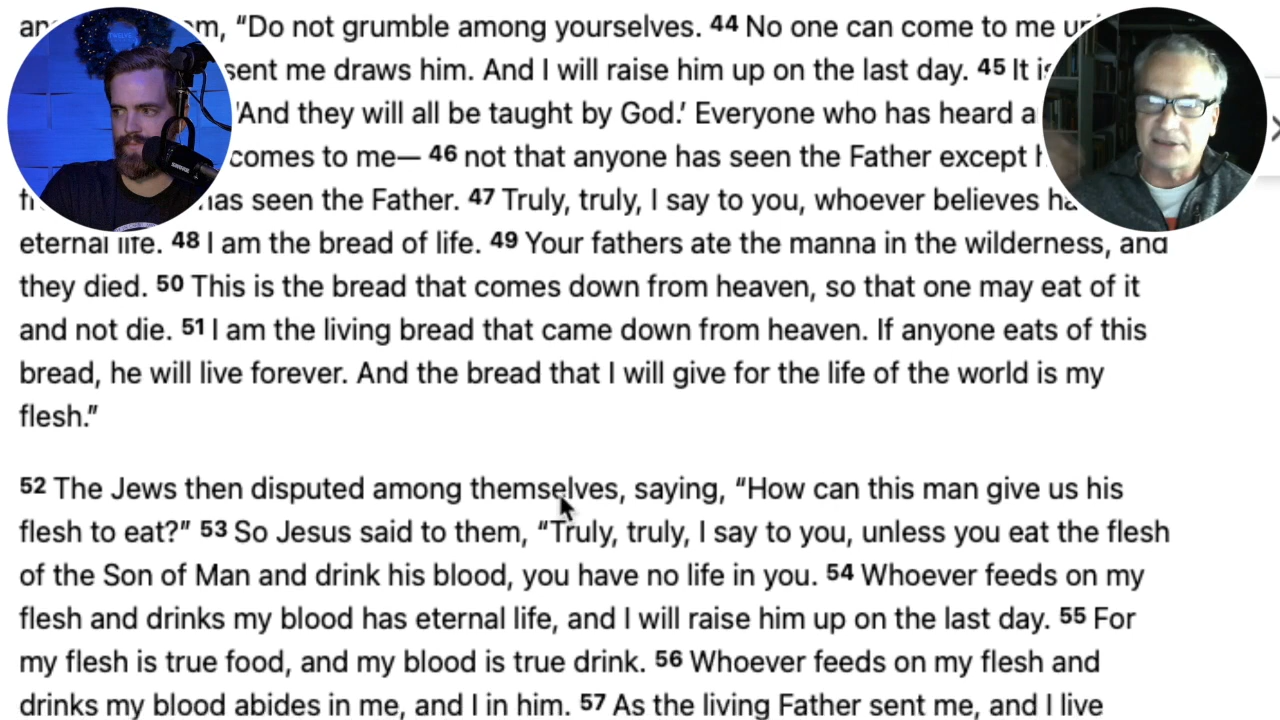 “Do not grumble among yourselves. 44 No one can come to me
sent me draws him. And I will raise him up on the last day. 45 It
‘And they will all be taught by God.’ Everyone who has heard
comes to me— 46 not that anyone has seen the Father except
has seen the Father. 47 Truly, truly, I say to you, whoever believes
eternal life. 48 I am the bread of life. 49 Your fathers ate the manna in the wilderness, and
they died. 50 This is the bread that comes down from heaven, so that one may eat of it
and not die. 51 I am the living bread that came down from heaven. If anyone eats of this
bread, he will live forever. And the bread that I will give for the life of the world is my
flesh.”
52 The Jews then disputed among themselves, saying, “How can this man give us his
flesh to eat?” 53 So Jesus said to them, “Truly, truly, I say to you, unless you eat the flesh
of the Son of Man and drink his blood, you have no life in you. 54 Whoever feeds on my
flesh and drinks my blood has eternal life, and I will raise him up on the last day. 55 For
my flesh is true food, and my blood is true drink. 56 Whoever feeds on my flesh and
drinks my blood abides in me, and I in him. 57 As the living Father sent me, and I live